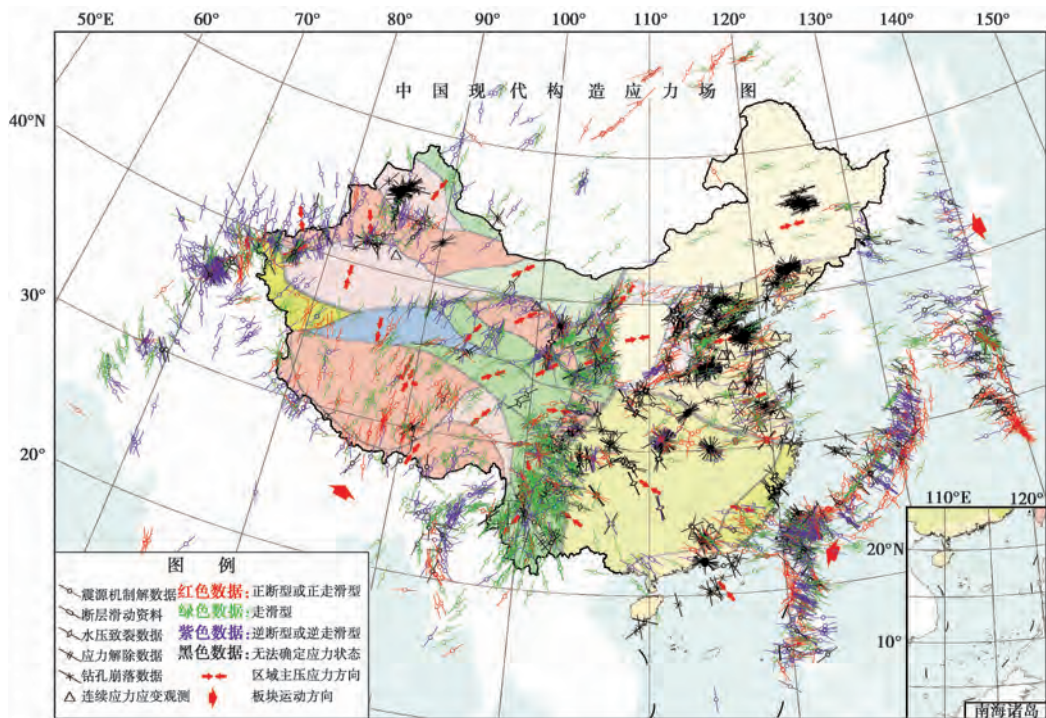 50°E 60° 70° 80° 90° 100° 110° 120° 130° 140° 150°
中国现代构造应力场图
40°N
30°
20°
110°E 120°
20°N
10°
南海诸岛
图 例
震源机制解数据 红色数据：正断型或正走滑型
断层滑动资料 绿色数据：走滑型
水压致裂数据 紫色数据：逆断型或逆走滑型
应力解除数据 黑色数据：无法确定应力状态
钻孔崩落数据 区域主压应力方向
连续应力应变观测 板块运动方向